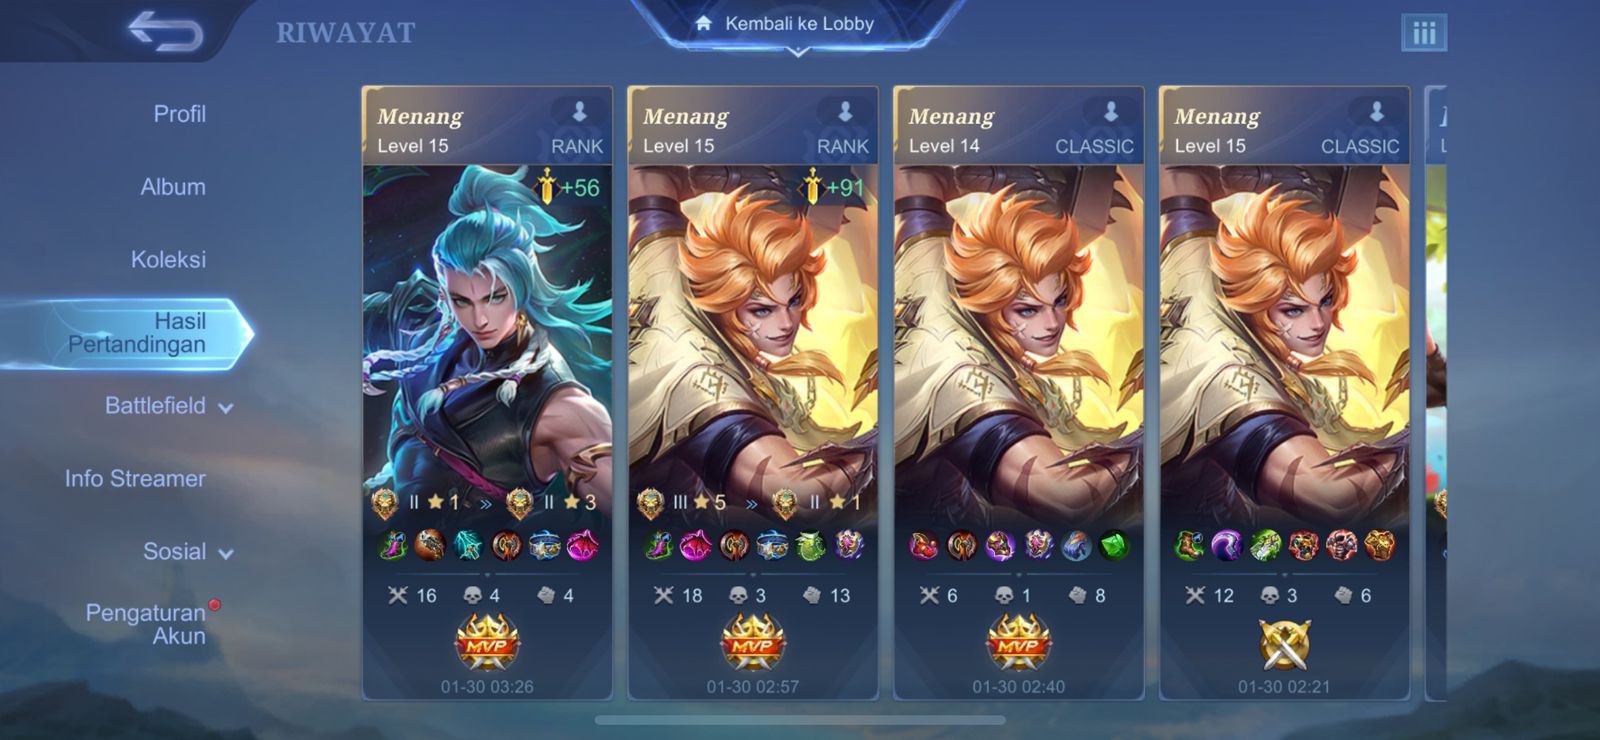 RIWAYAT
Kembali ke Lobby
Profil
Album
Koleksi
Hasil
Pertandingan
Battlefield
Info Streamer
Sosial
Pengaturan
Akun
Menang
Level 15
RANK
+56
II 1 » II 3
16 4 4
MVP
01-30 03:26
Menang
Level 15
RANK
+91
III 5 » II 1
18 3 13
MVP
01-30 02:57
Menang
Level 14
CLASSIC
6 1 8
MVP
01-30 02:40
Menang
Level 15
CLASSIC
12 3 6
01-30 02:21